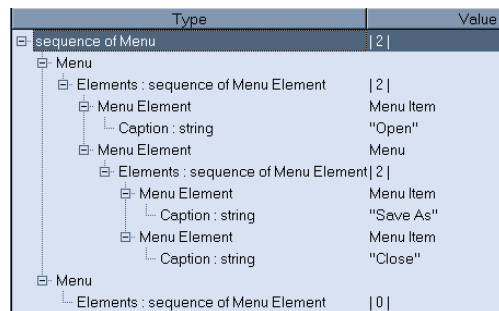 Type Value
sequence of Menu |2|
Menu
Elements : sequence of Menu Element |2|
Menu Element Menu Item
Caption : string "Open"
Menu Element Menu
Elements : sequence of Menu Element |2|
Menu Element Menu Item
Caption : string "Save As"
Menu Element Menu Item
Caption : string "Close"
Menu
Elements : sequence of Menu Element |0|